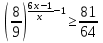 (8/9)^((6x-1)/x - 1) ≥ 81/64